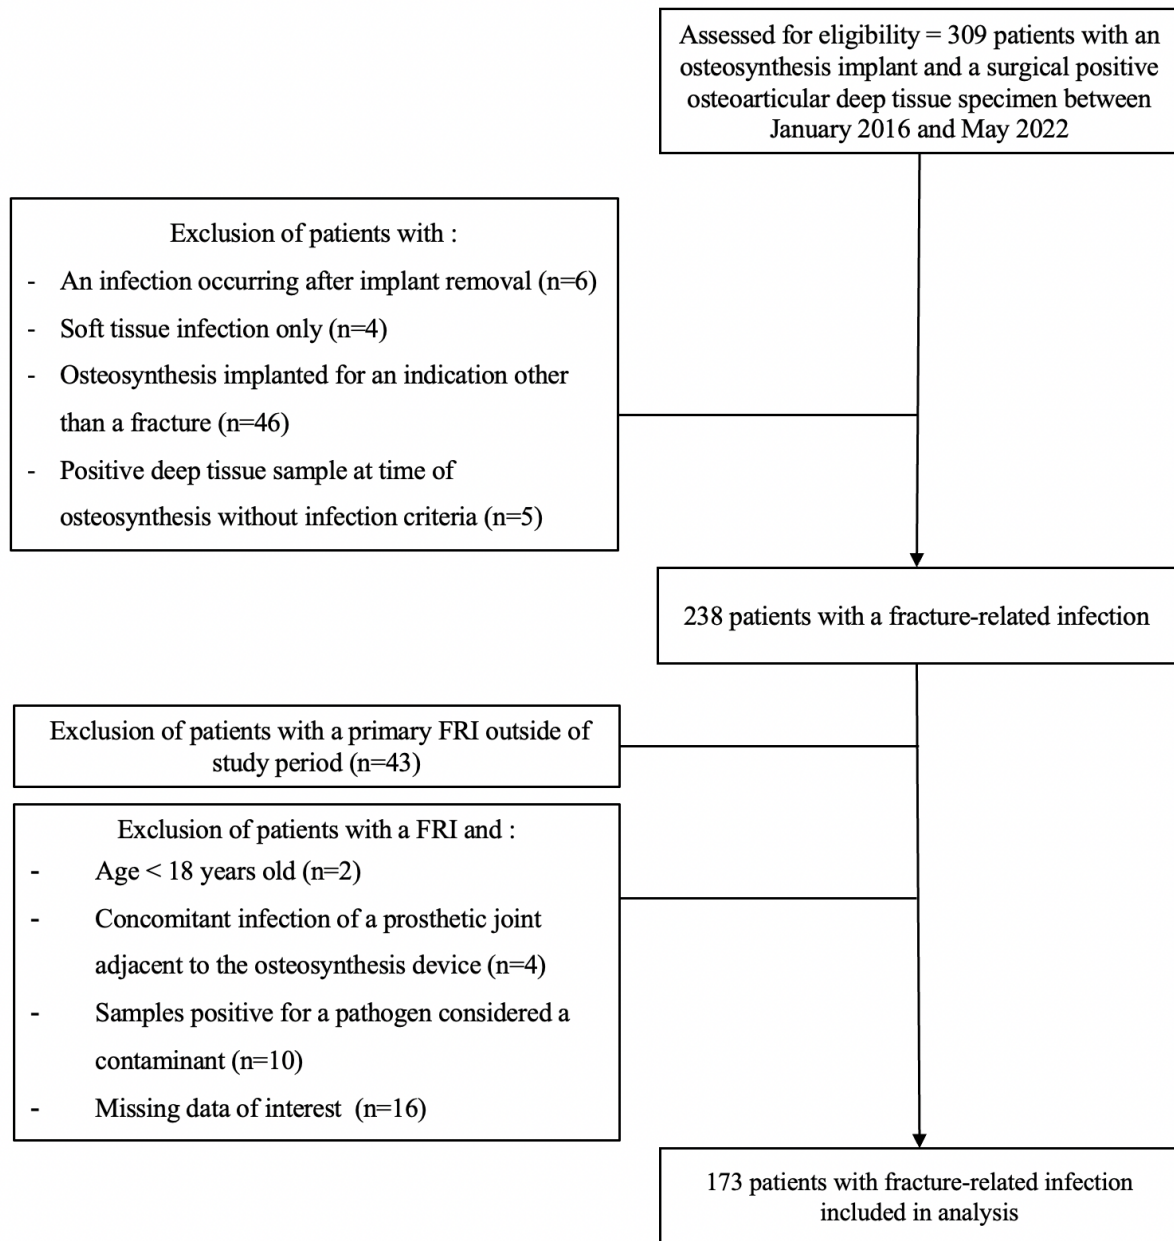 Assessed for eligibility = 309 patients with an
osteosynthesis implant and a surgical positive
osteoarticular deep tissue specimen between
January 2016 and May 2022
Exclusion of patients with :
- An infection occurring after implant removal (n=6)
- Soft tissue infection only (n=4)
- Osteosynthesis implanted for an indication other
than a fracture (n=46)
- Positive deep tissue sample at time of
osteosynthesis without infection criteria (n=5)
238 patients with a fracture-related infection
Exclusion of patients with a primary FRI outside of
study period (n=43)
Exclusion of patients with a FRI and :
- Age < 18 years old (n=2)
- Concomitant infection of a prosthetic joint
adjacent to the osteosynthesis device (n=4)
- Samples positive for a pathogen considered a
contaminant (n=10)
- Missing data of interest (n=16)
173 patients with fracture-related infection
included in analysis